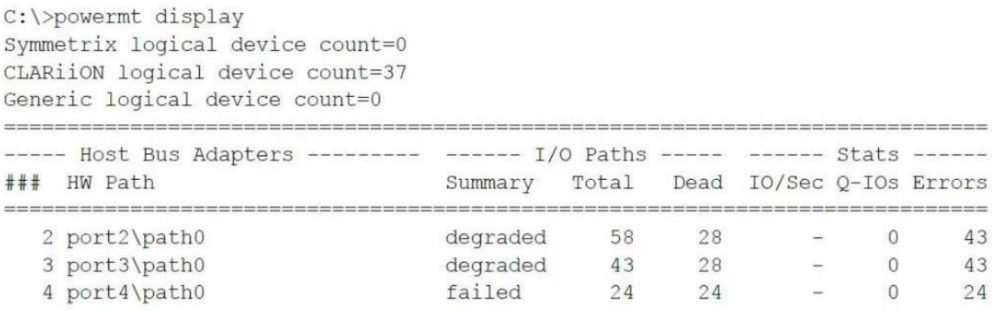 C:\>powermt display
Symmetrix logical device count=0
CLARiiON logical device count=37
Generic logical device count=0
==============================================================================
----- Host Bus Adapters --------- ------ I/O Paths ----- ------ Stats ------
### HW Path Summary Total Dead IO/Sec Q-IOs Errors
==============================================================================
2 port2\path0 degraded 58 28 - 0 43
3 port3\path0 degraded 43 28 - 0 43
4 port4\path0 failed 24 24 - 0 24